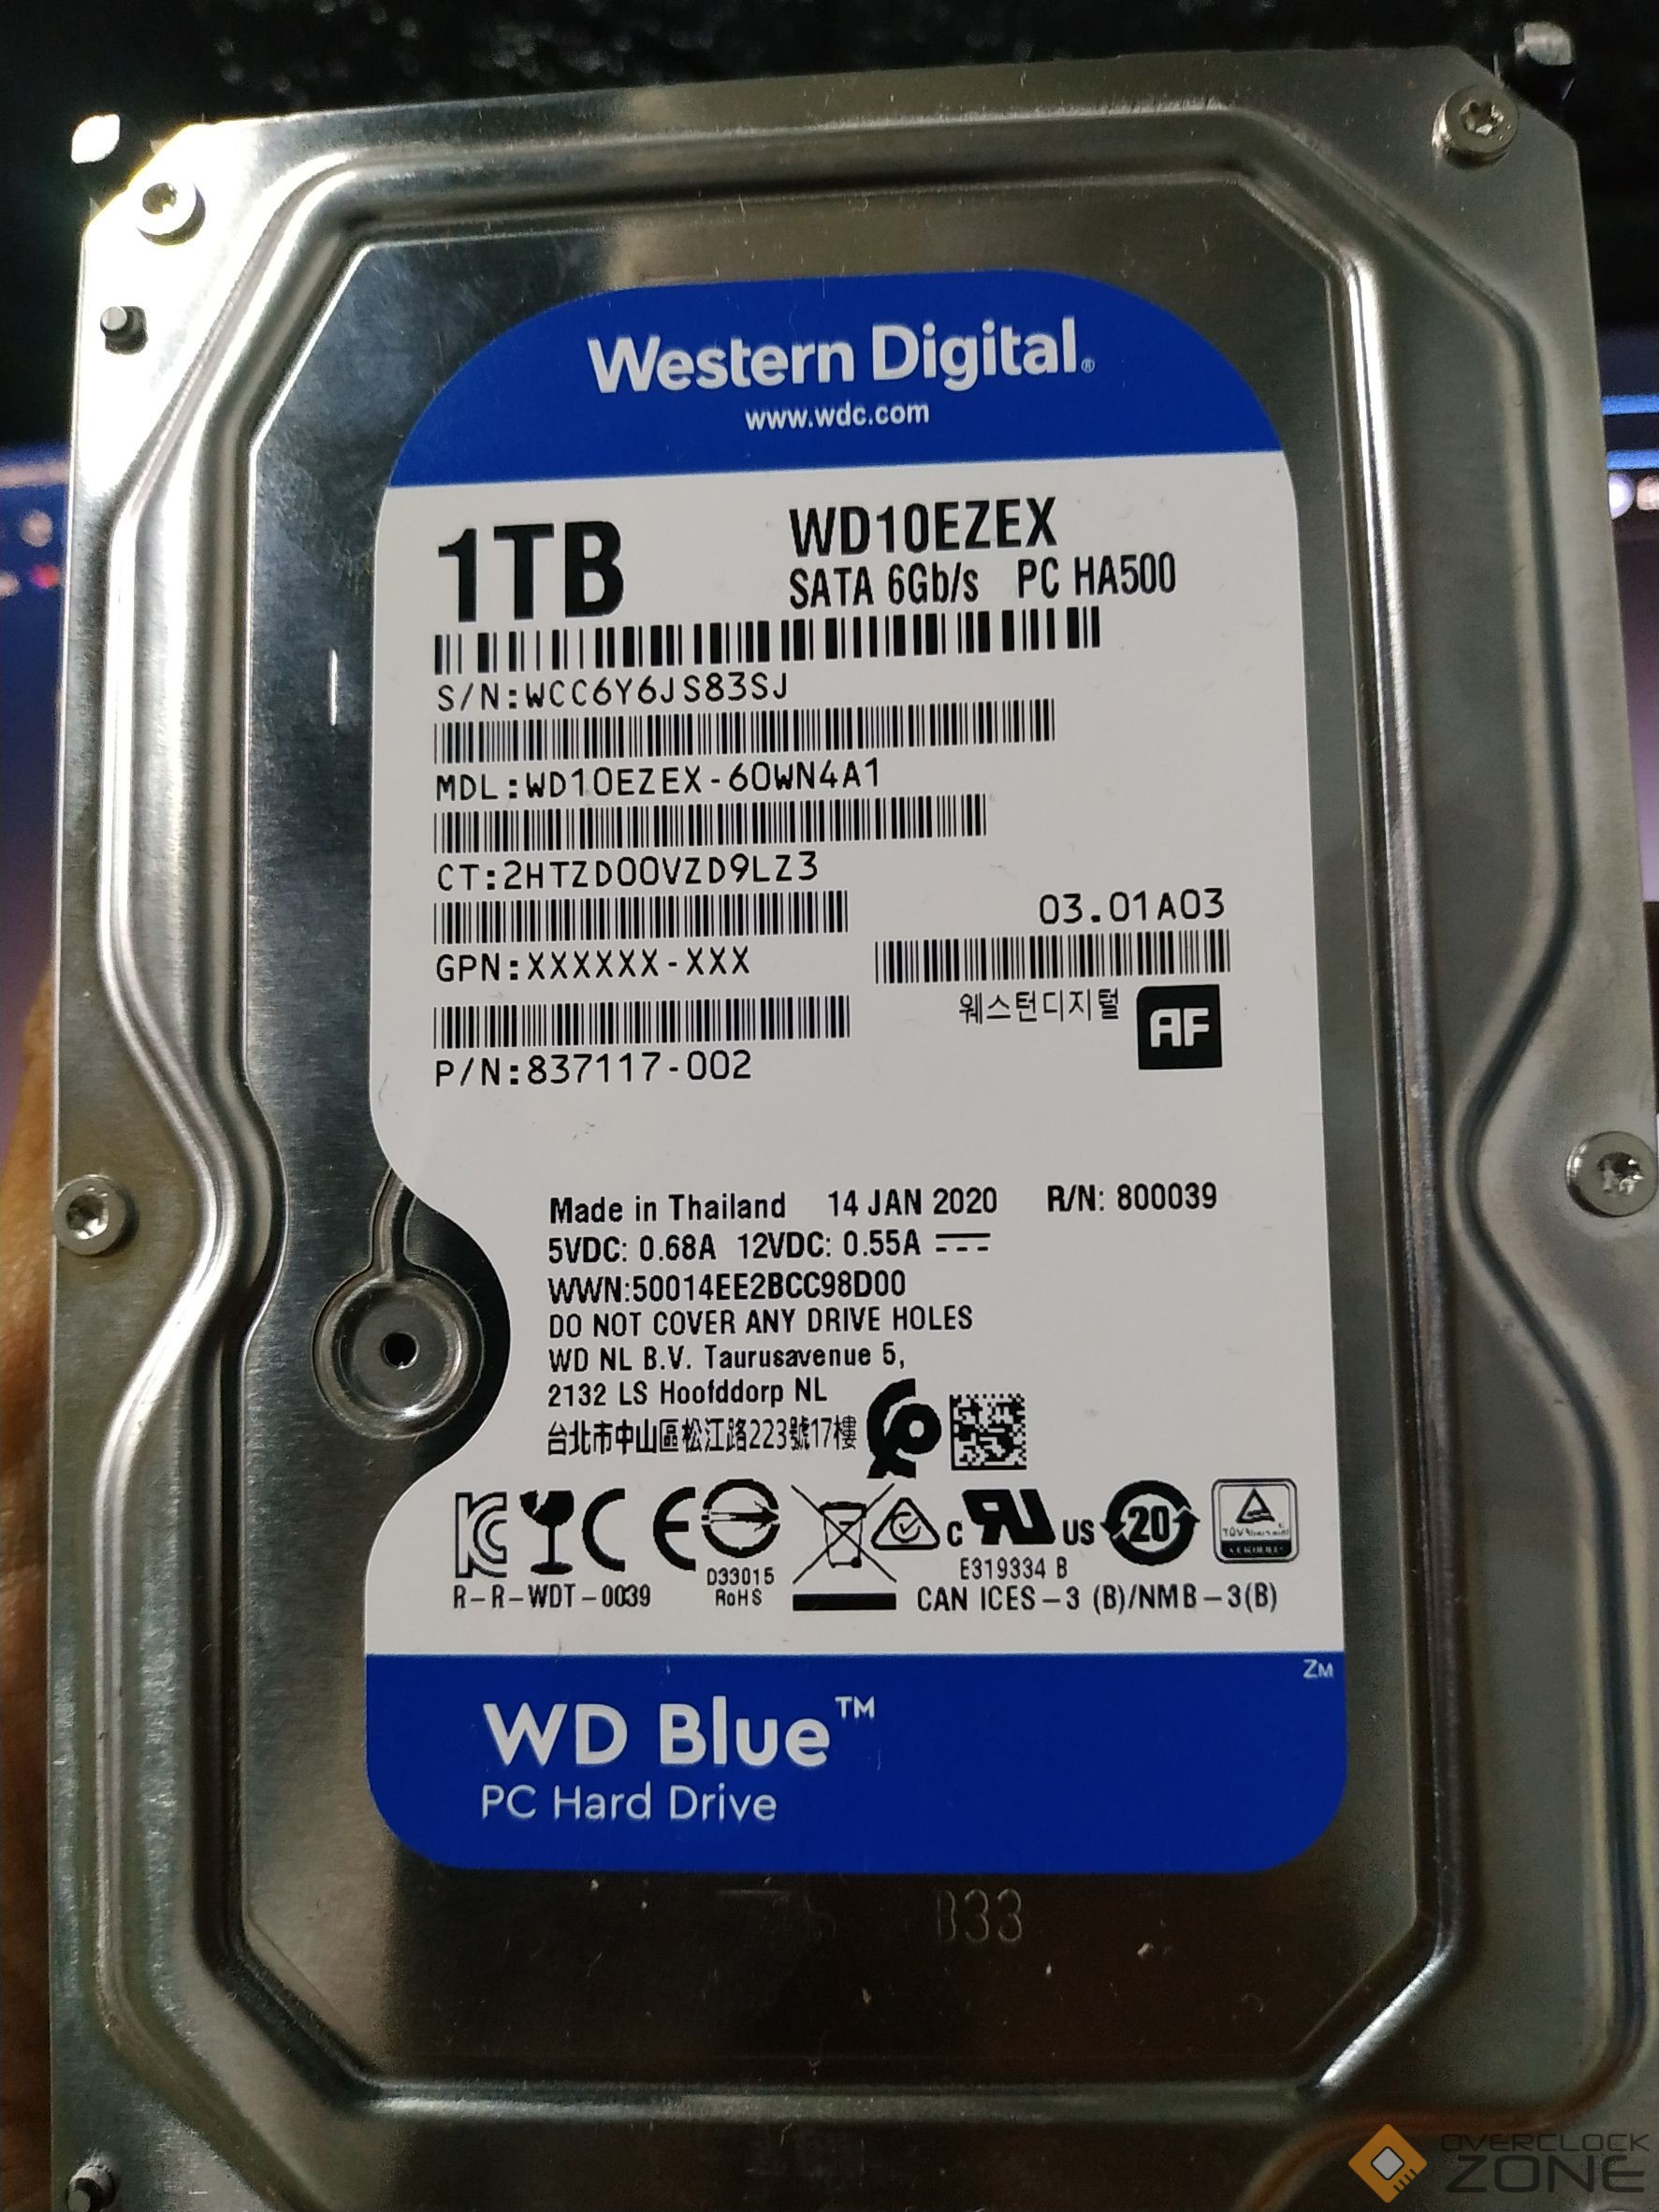 Western Digital®
www.wdc.com
1TB
WD10EZEX
SATA 6Gb/s PC HA500
S/N:WCC6Y6JS83SJ
MDL:WD10EZEX-60WN4A1
CT:2HTZD00VZD9LZ3
03.01A03
GPN:XXXXXX-XXX
웨스턴디지털
AF
P/N:837117-002
Made in Thailand 14 JAN 2020 R/N: 800039
5VDC: 0.68A 12VDC: 0.55A
WWN:50014EE2BCC98D00
DO NOT COVER ANY DRIVE HOLES
WD NL B.V. Taurusavenue 5,
2132 LS Hoofddorp NL
台北市中山區松江路223號17樓
C US 20
D33015
RoHS
E319334 B
R-R-WDT-0039
CAN ICES-3 (B)/NMB-3(B)
ZM
WD Blue™
PC Hard Drive
B33
OVERCLOCK
ZONE